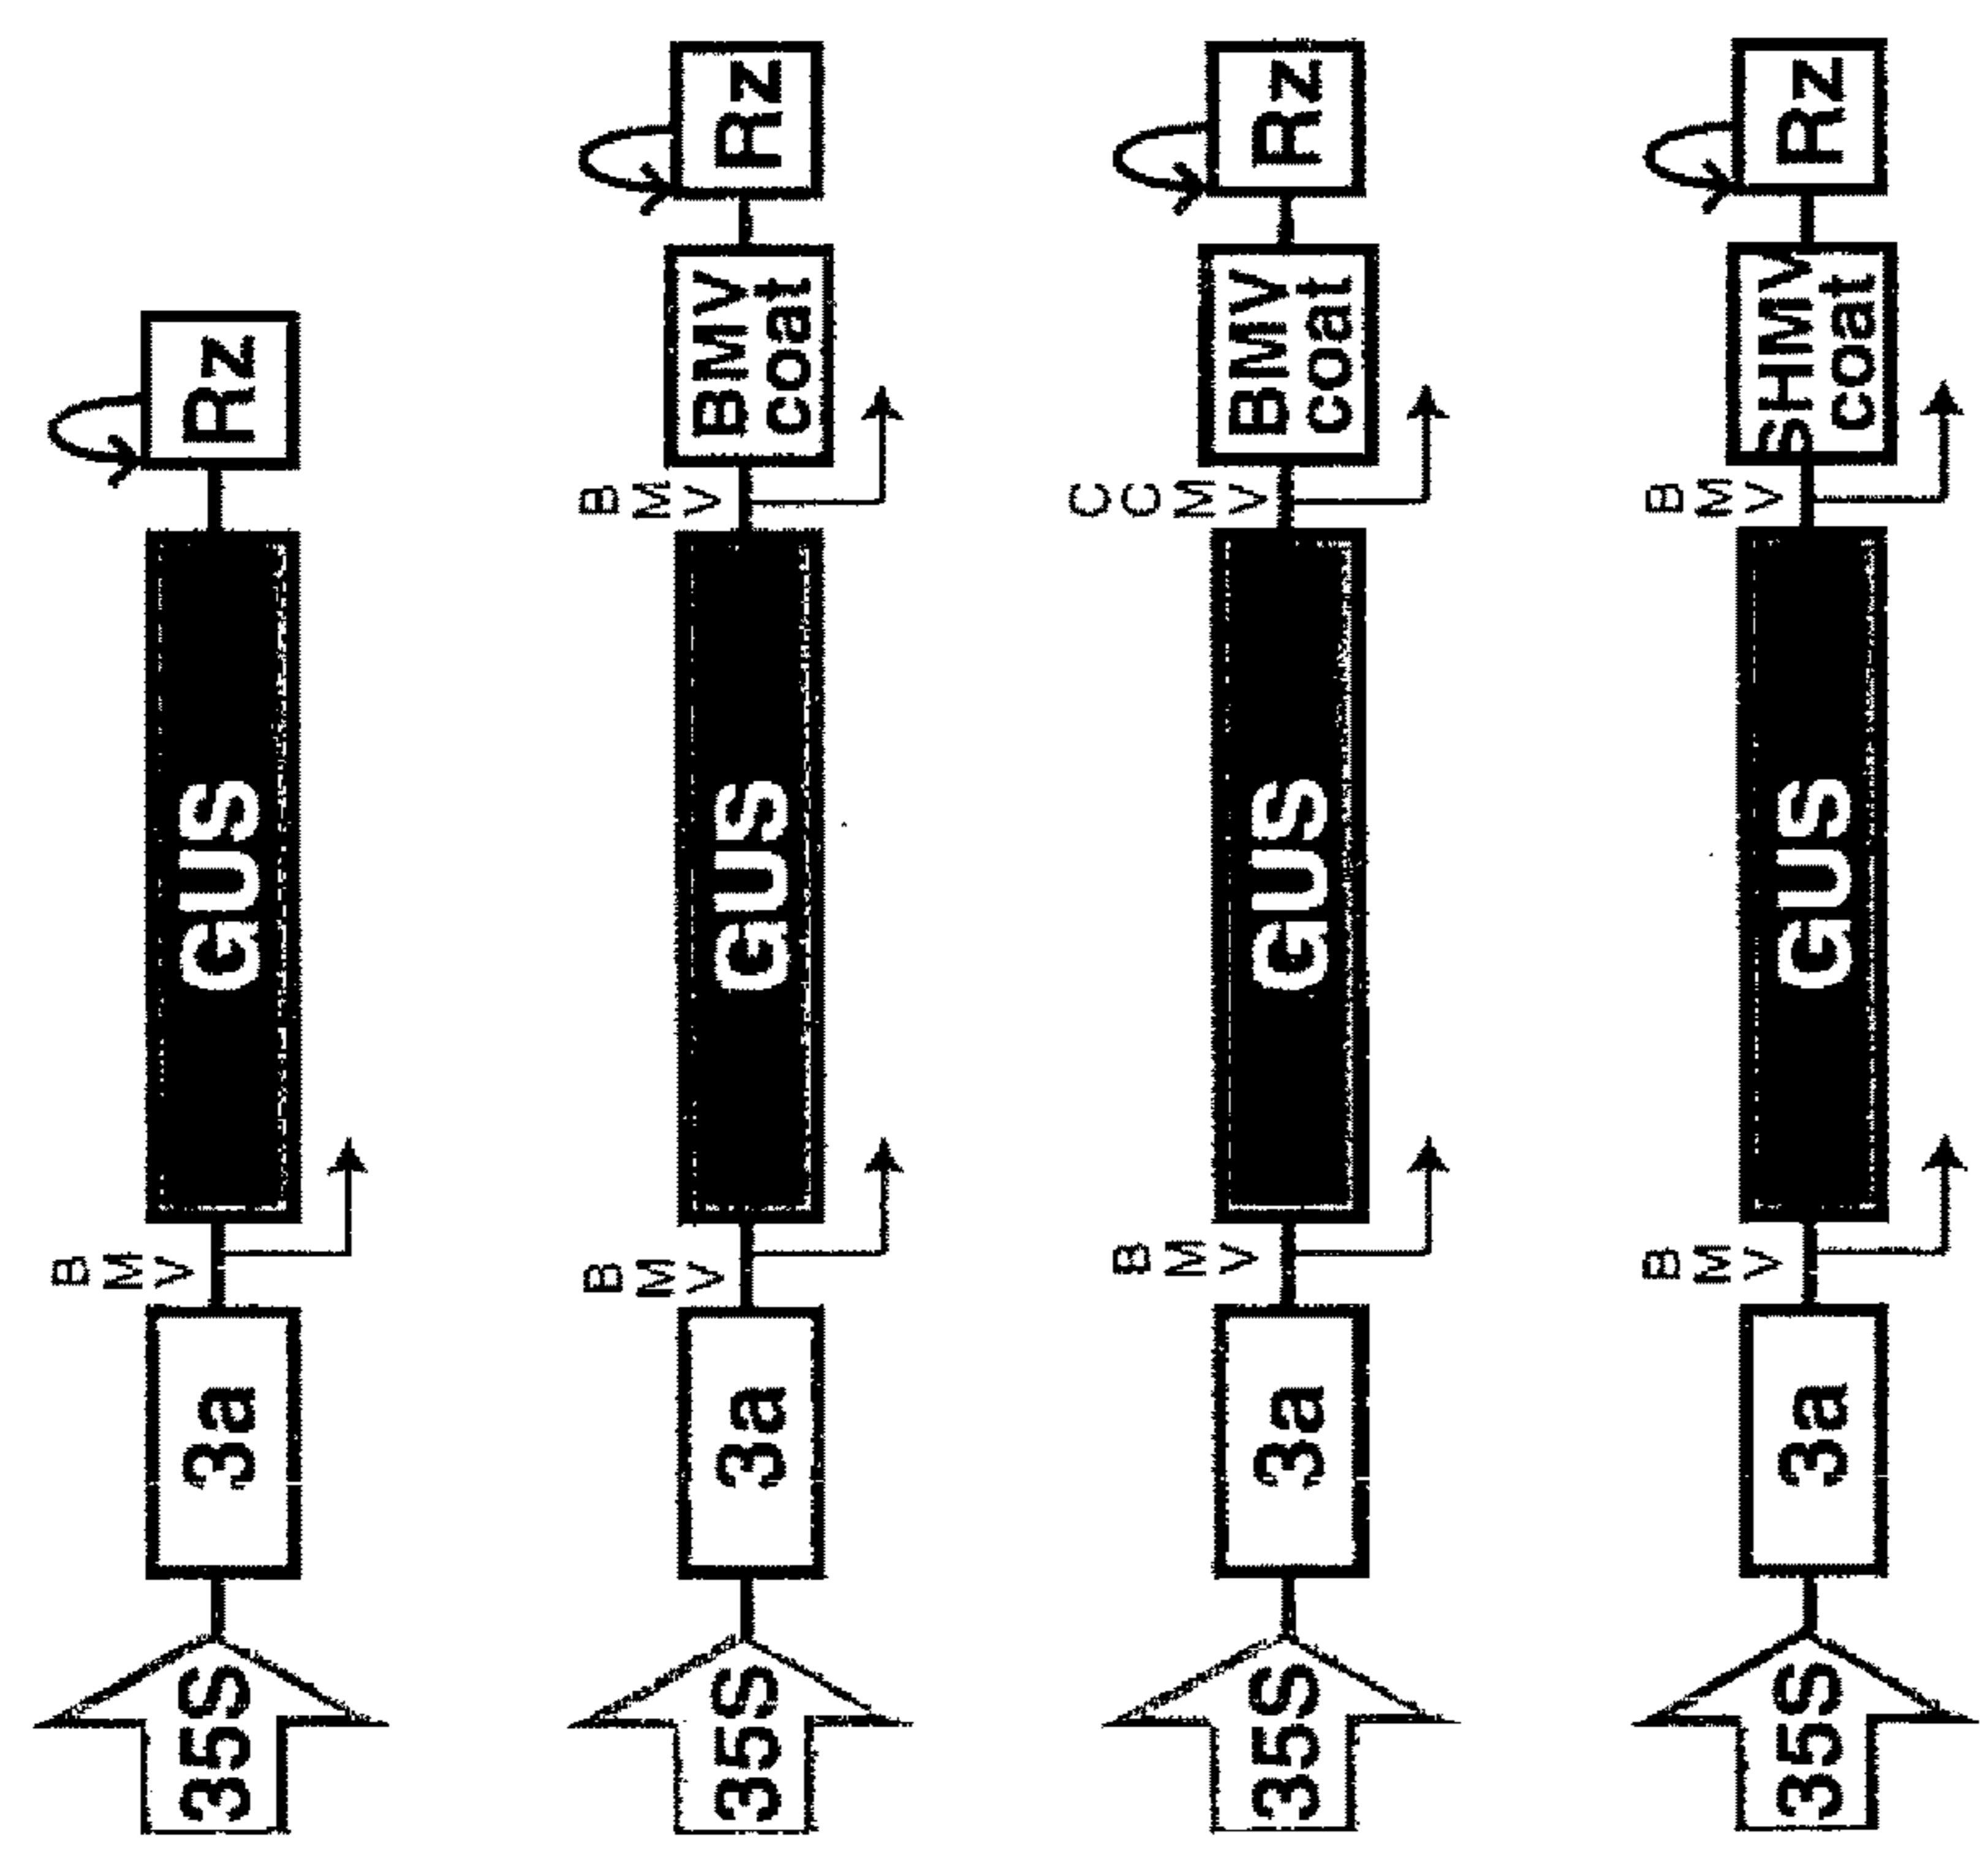 35S 3a BMV GUS Rz
35S 3a BMV GUS BMV BMV coat Rz
35S 3a BMV GUS CCMV BMV coat Rz
35S 3a BMV GUS BMV SHMV coat Rz